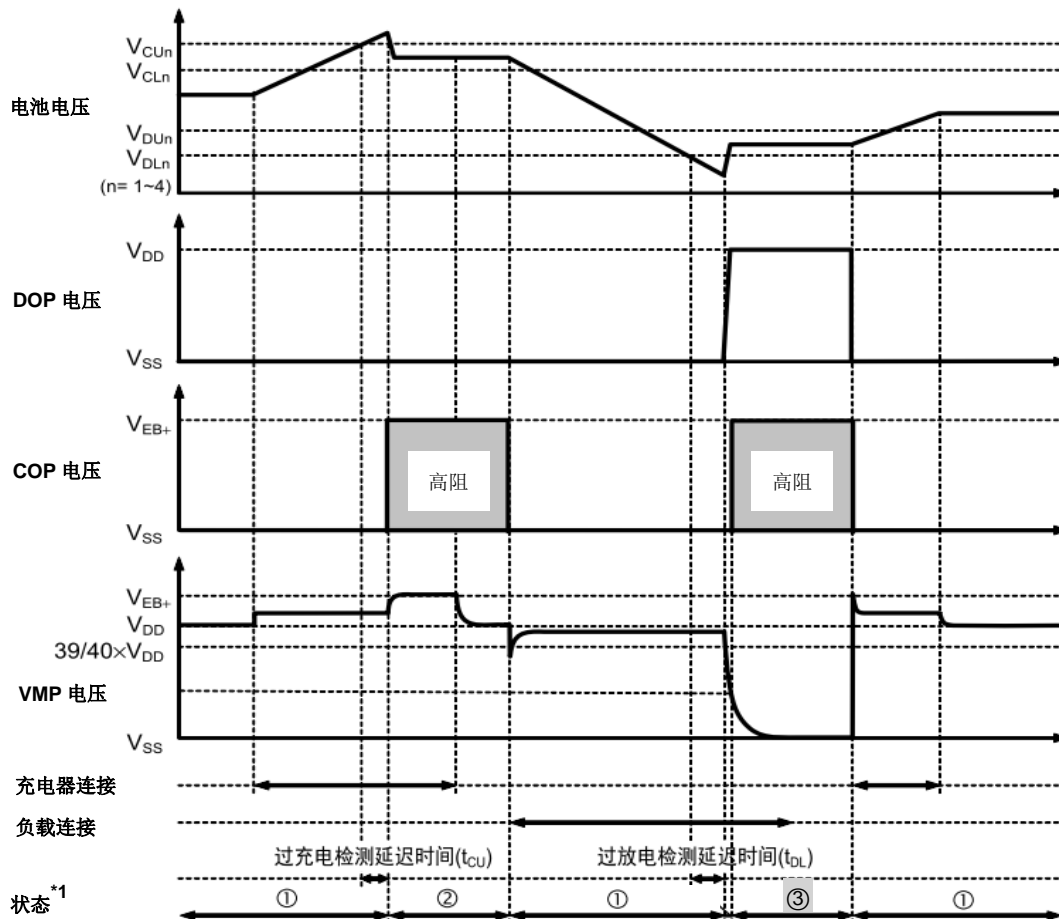 V_CUn
V_CLn
电池电压
V_DUn
V_DLn
(n= 1~4)
V_DD
DOP 电压
V_SS
V_EB+
COP 电压
高阻
高阻
V_SS
V_EB+
V_DD
39/40×V_DD
VMP 电压
V_SS
充电器连接
负载连接
过充电检测延迟时间(t_CU)
过放电检测延迟时间(t_DL)
状态*1
① ② ① ③ ①